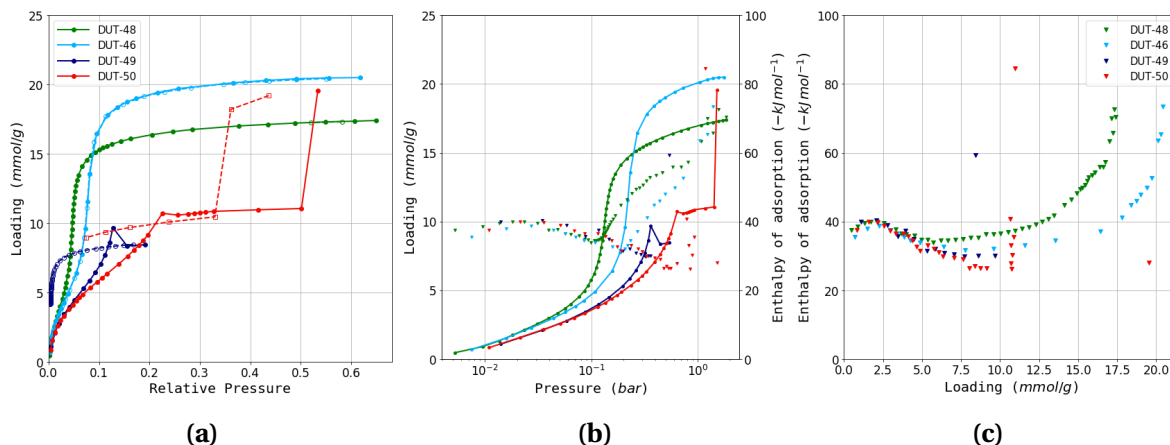 25
20
15
10
5
0
Loading (mmol/g)
0.0 0.1 0.2 0.3 0.4 0.5 0.6
Relative Pressure
DUT-48
DUT-46
DUT-49
DUT-50
(a)
25
20
15
10
5
0
Loading (mmol/g)
10⁻² 10⁻¹ 10⁰
Pressure (bar)
100
80
60
40
20
0
Enthalpy of adsorption (−kJmol⁻¹)
(b)
Enthalpy of adsorption (−kJmol⁻¹)
100
80
60
40
20
0
0.0 2.5 5.0 7.5 10.0 12.5 15.0 17.5 20.0
Loading (mmol/g)
DUT-48
DUT-46
DUT-49
DUT-50
(c)